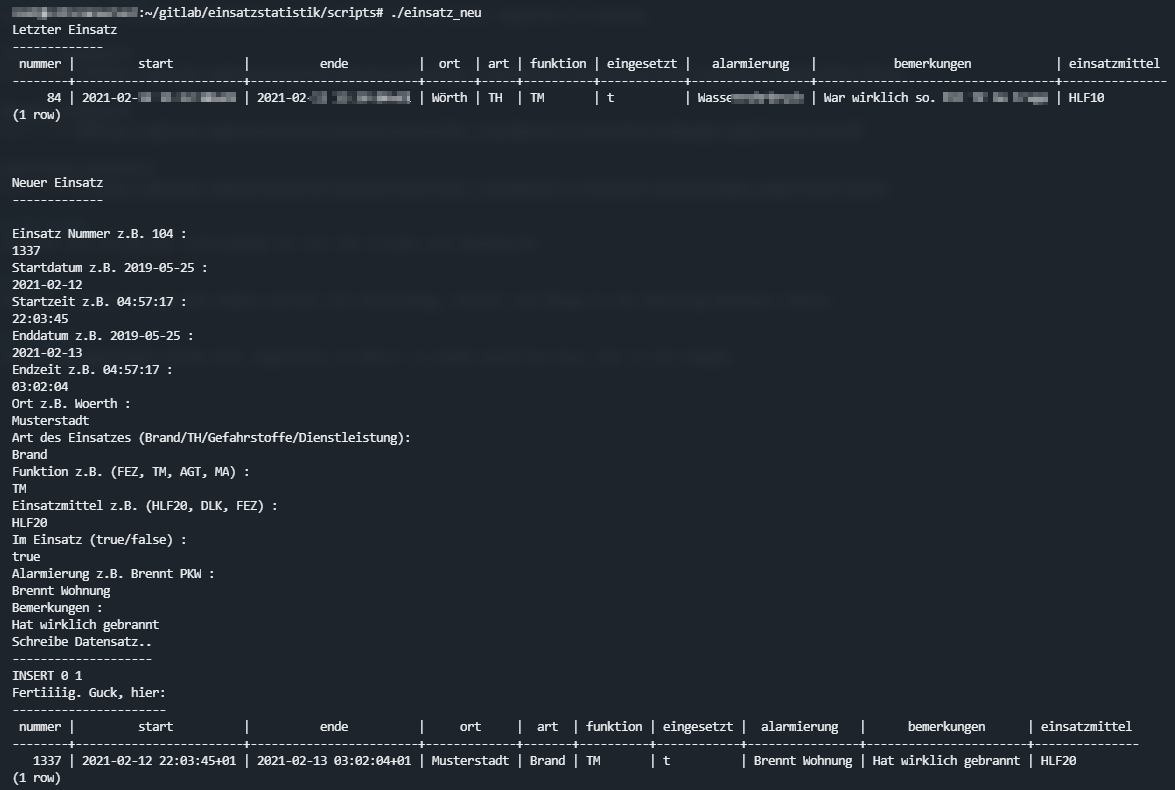 :~/gitlab/einsatzstatistik/scripts# ./einsatz_neu
Letzter Einsatz
-------------
 nummer |         start          |          ende          |  ort  | art | funktion | eingesetzt |   alarmierung   |           bemerkungen            | einsatzmittel
--------+------------------------+------------------------+-------+-----+----------+------------+-----------------+----------------------------------+---------------
     84 | 2021-02- | 2021-02- | Wörth | TH  | TM       | t          | Wasse | War wirklich so. | HLF10
(1 row)
Neuer Einsatz
-------------
Einsatz Nummer z.B. 104 :
1337
Startdatum z.B. 2019-05-25 :
2021-02-12
Startzeit z.B. 04:57:17 :
22:03:45
Enddatum z.B. 2019-05-25 :
2021-02-13
Endzeit z.B. 04:57:17 :
03:02:04
Ort z.B. Woerth :
Musterstadt
Art des Einsatzes (Brand/TH/Gefahrstoffe/Dienstleistung):
Brand
Funktion z.B. (FEZ, TM, AGT, MA) :
TM
Einsatzmittel z.B. (HLF20, DLK, FEZ) :
HLF20
Im Einsatz (true/false) :
true
Alarmierung z.B. Brennt PKW :
Brennt Wohnung
Bemerkungen :
Hat wirklich gebrannt
Schreibe Datensatz..
--------------------
INSERT 0 1
Fertiiiig. Guck, hier:
----------------------
 nummer |         start          |          ende          |     ort     |  art  | funktion | eingesetzt |  alarmierung   |      bemerkungen      | einsatzmittel
--------+------------------------+------------------------+-------------+-------+----------+------------+----------------+-----------------------+---------------
   1337 | 2021-02-12 22:03:45+01 | 2021-02-13 03:02:04+01 | Musterstadt | Brand | TM       | t          | Brennt Wohnung | Hat wirklich gebrannt | HLF20
(1 row)